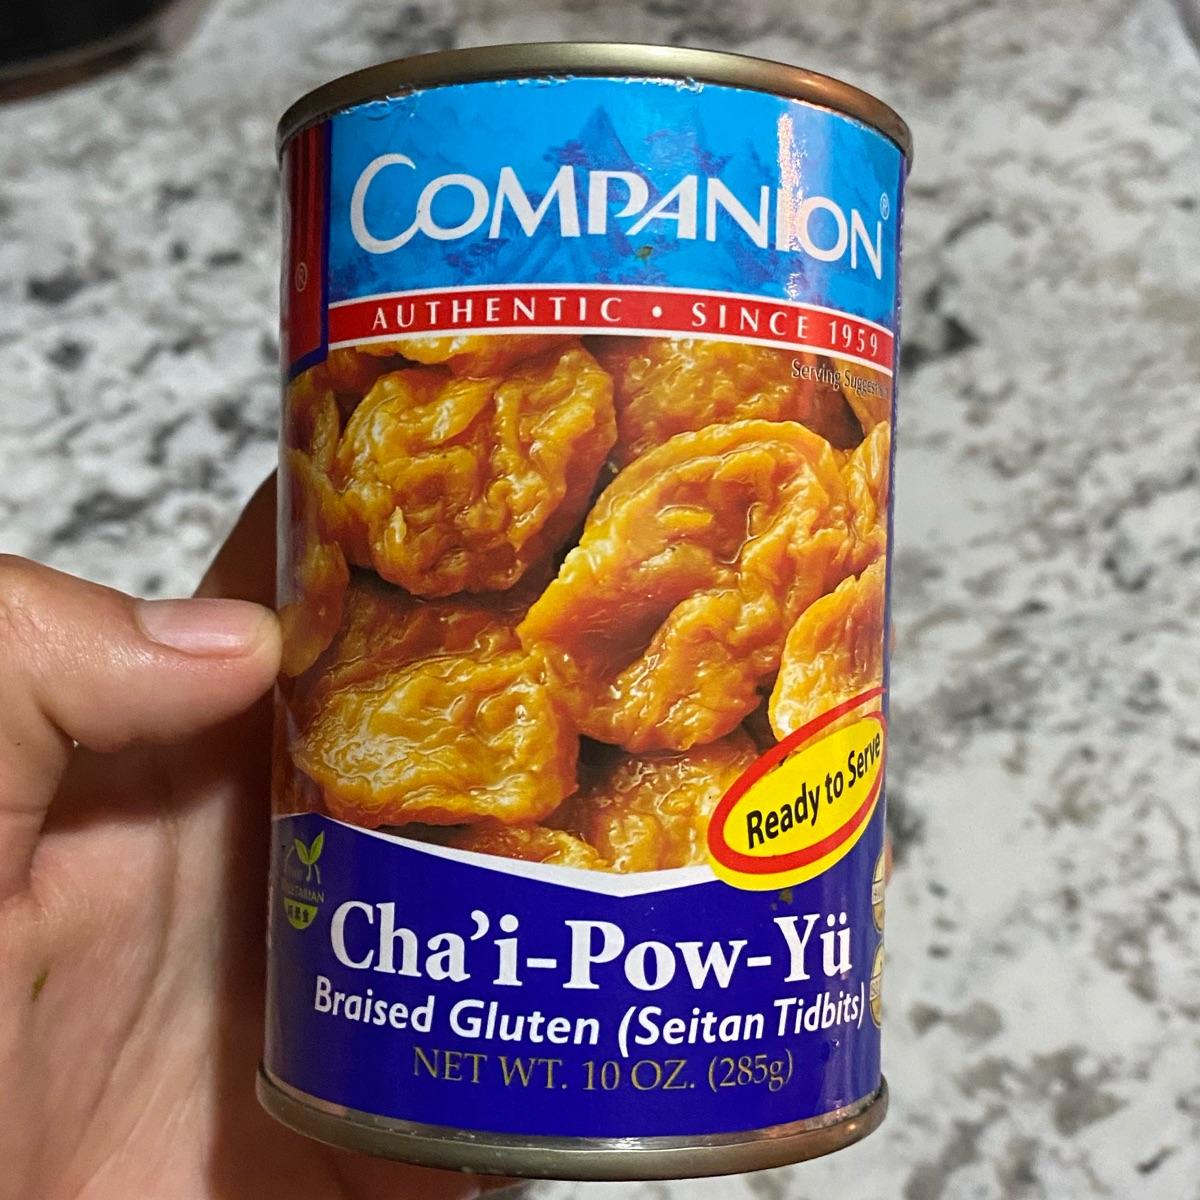 COMPANION®
®
AUTHENTIC • SINCE 1959
Serving
Ready to Serve
Cha'i-Pow-Yü
Braised Gluten (Seitan Tidbits)
NET WT. 10 OZ. (285g)